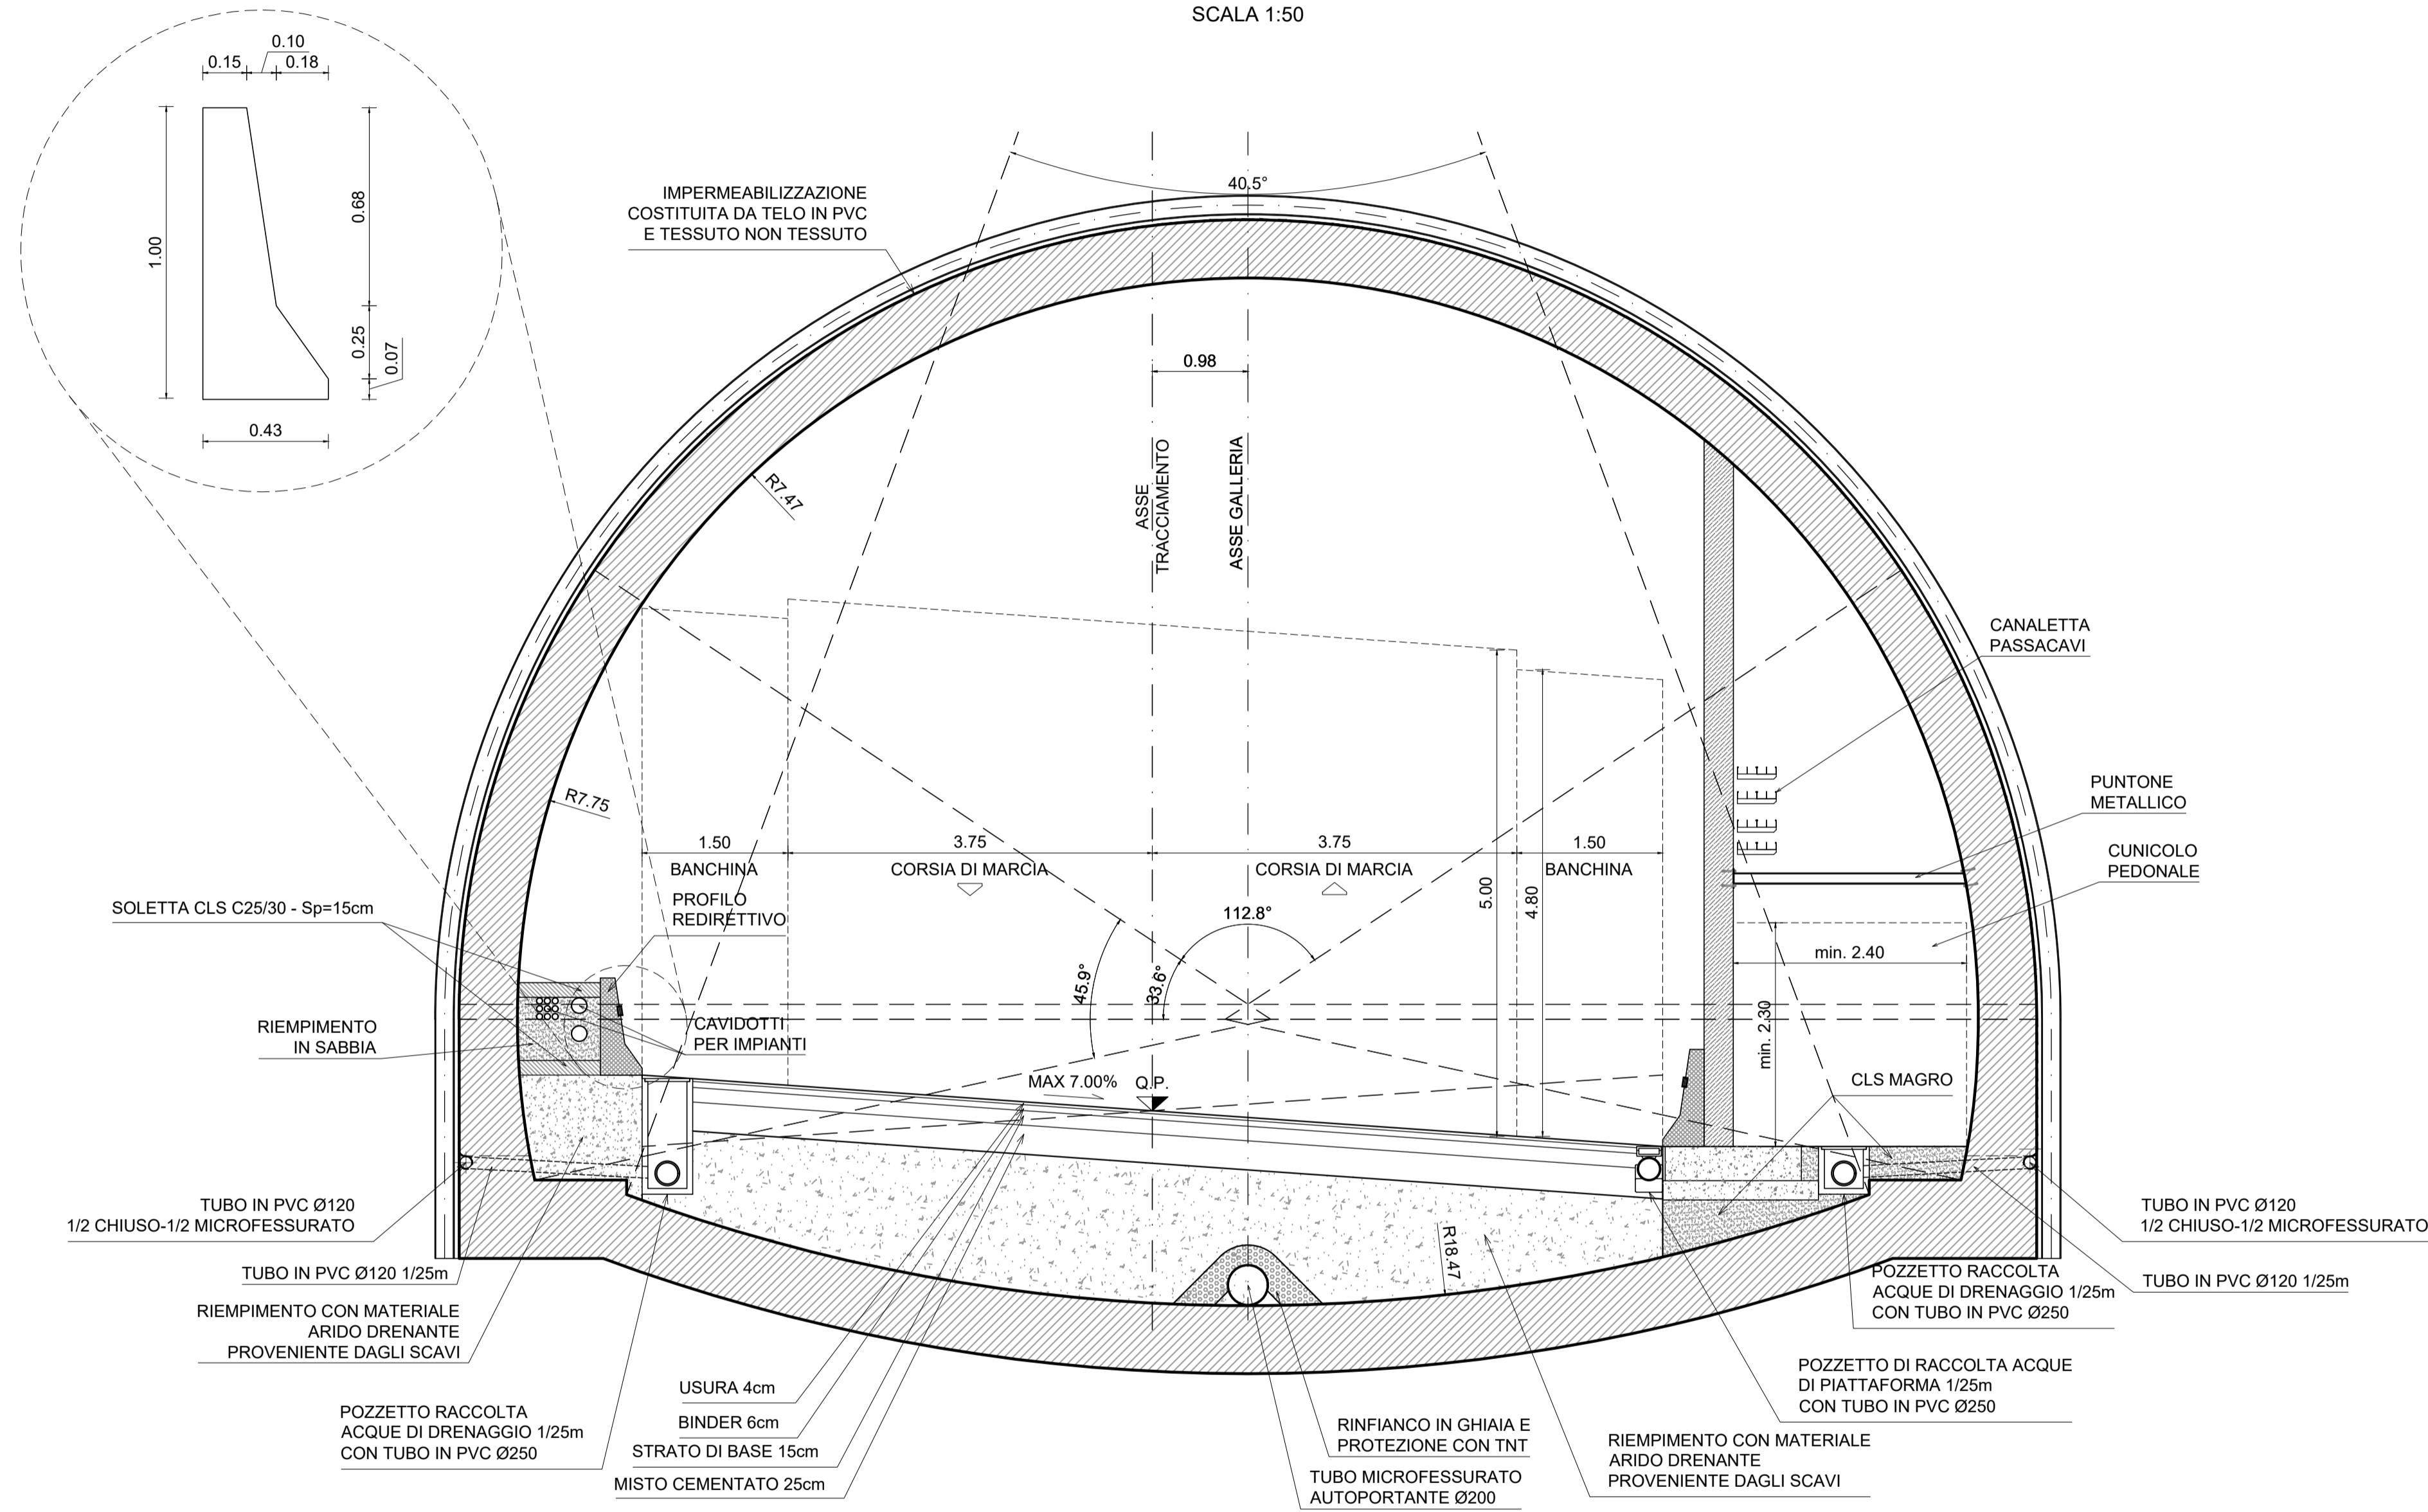 SCALA 1:50
0.10
0.15
0.18
1.00
0.68
0.25
0.07
0.43
40.5°
IMPERMEABILIZZAZIONE
COSTITUITA DA TELO IN PVC
E TESSUTO NON TESSUTO
0.98
R7.47
ASSE
TRACCIAMENTO
ASSE GALLERIA
CANALETTA
PASSACAVI
R7.75
PUNTONE
METALLICO
1.50
BANCHINA
3.75
CORSIA DI MARCIA
3.75
CORSIA DI MARCIA
1.50
BANCHINA
5.00
4.80
CUNICOLO
PEDONALE
PROFILO
REDIRETTIVO
SOLETTA CLS C25/30 - Sp=15cm
112.8°
45.9°
33.6°
min. 2.40
min. 2.30
RIEMPIMENTO
IN SABBIA
CAVIDOTTI
PER IMPIANTI
MAX 7.00%
Q.P.
CLS MAGRO
R18.47
TUBO IN PVC Ø120
1/2 CHIUSO-1/2 MICROFESSURATO
TUBO IN PVC Ø120 1/25m
RIEMPIMENTO CON MATERIALE
ARIDO DRENANTE
PROVENIENTE DAGLI SCAVI
POZZETTO RACCOLTA
ACQUE DI DRENAGGIO 1/25m
CON TUBO IN PVC Ø250
USURA 4cm
BINDER 6cm
STRATO DI BASE 15cm
MISTO CEMENTATO 25cm
RINFIANCO IN GHIAIA E
PROTEZIONE CON TNT
TUBO MICROFESSURATO
AUTOPORTANTE Ø200
RIEMPIMENTO CON MATERIALE
ARIDO DRENANTE
PROVENIENTE DAGLI SCAVI
POZZETTO DI RACCOLTA ACQUE
DI PIATTAFORMA 1/25m
CON TUBO IN PVC Ø250
POZZETTO RACCOLTA
ACQUE DI DRENAGGIO 1/25m
CON TUBO IN PVC Ø250
TUBO IN PVC Ø120
1/2 CHIUSO-1/2 MICROFESSURATO
TUBO IN PVC Ø120 1/25m